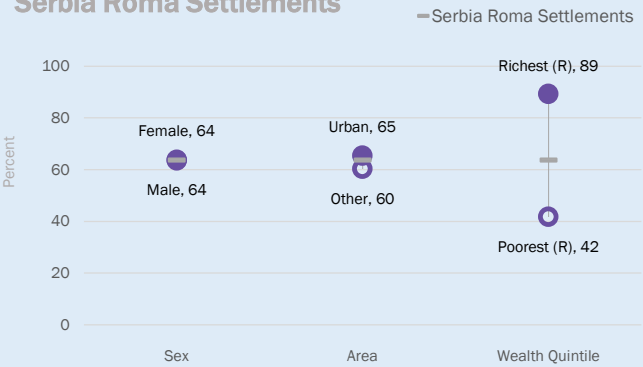 Serbia Roma Settlements
Serbia Roma Settlements
Percent
100
80
60
40
20
0
Female, 64
Male, 64
Urban, 65
Other, 60
Richest (R), 89
Poorest (R), 42
Sex
Area
Wealth Quintile